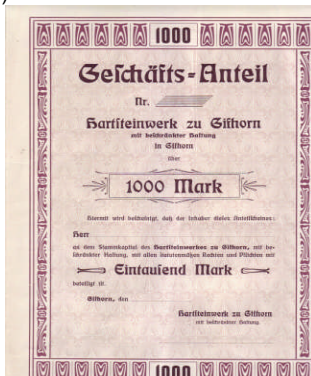 1000
Geschäfts-Anteil
Nr.
Hartsteinwerk zu Gifhorn
mit beschränkter Haftung
in Gifhorn
über
1000 Mark
Hiermit wird bescheinigt, daß der Inhaber dieses Anteilscheines:
Herr
an dem Stammkapital des Hartsteinwerkes zu Gifhorn, mit be-
schränkter Haftung, mit allen statutenmäßigen Rechten und Pflichten mit
Eintausend Mark
beteiligt ist.
Gifhorn, den
Hartsteinwerk zu Gifhorn
mit beschränkter Haftung.
1000